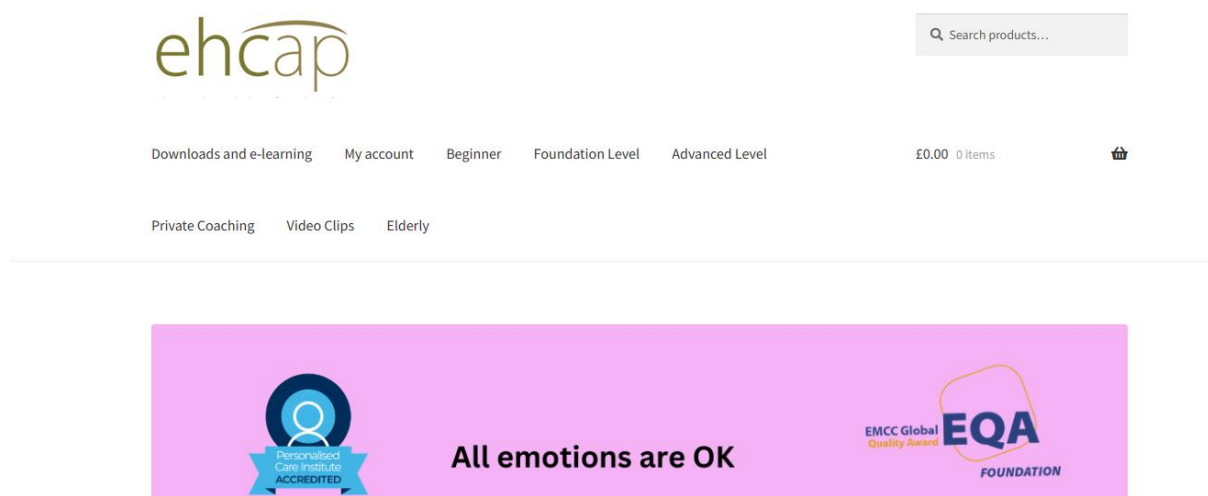 ehcap
Search products...
Downloads and e-learning My account Beginner Foundation Level Advanced Level £0.00 0 items
Private Coaching Video Clips Elderly
Personalised
Care Institute
ACCREDITED
All emotions are OK
EMCC Global
Quality Award
EQA
FOUNDATION